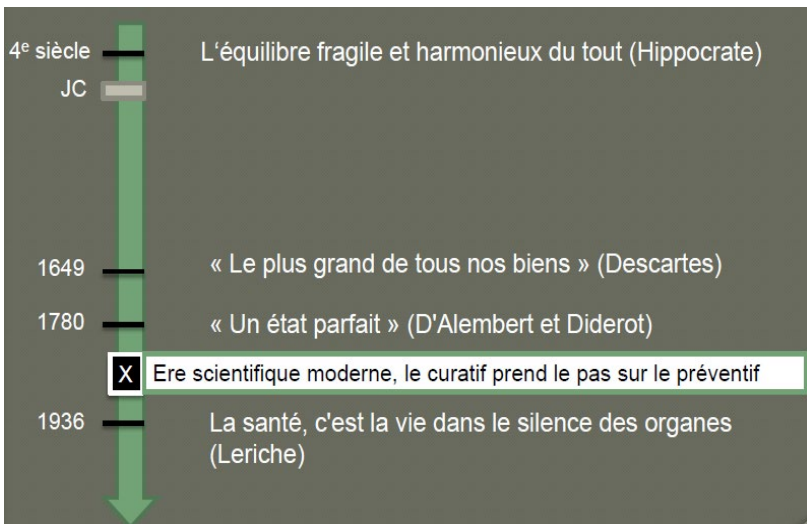 4e siècle L'équilibre fragile et harmonieux du tout (Hippocrate)
JC
1649 « Le plus grand de tous nos biens » (Descartes)
1780 « Un état parfait » (D'Alembert et Diderot)
X Ere scientifique moderne, le curatif prend le pas sur le préventif
1936 La santé, c'est la vie dans le silence des organes
(Leriche)